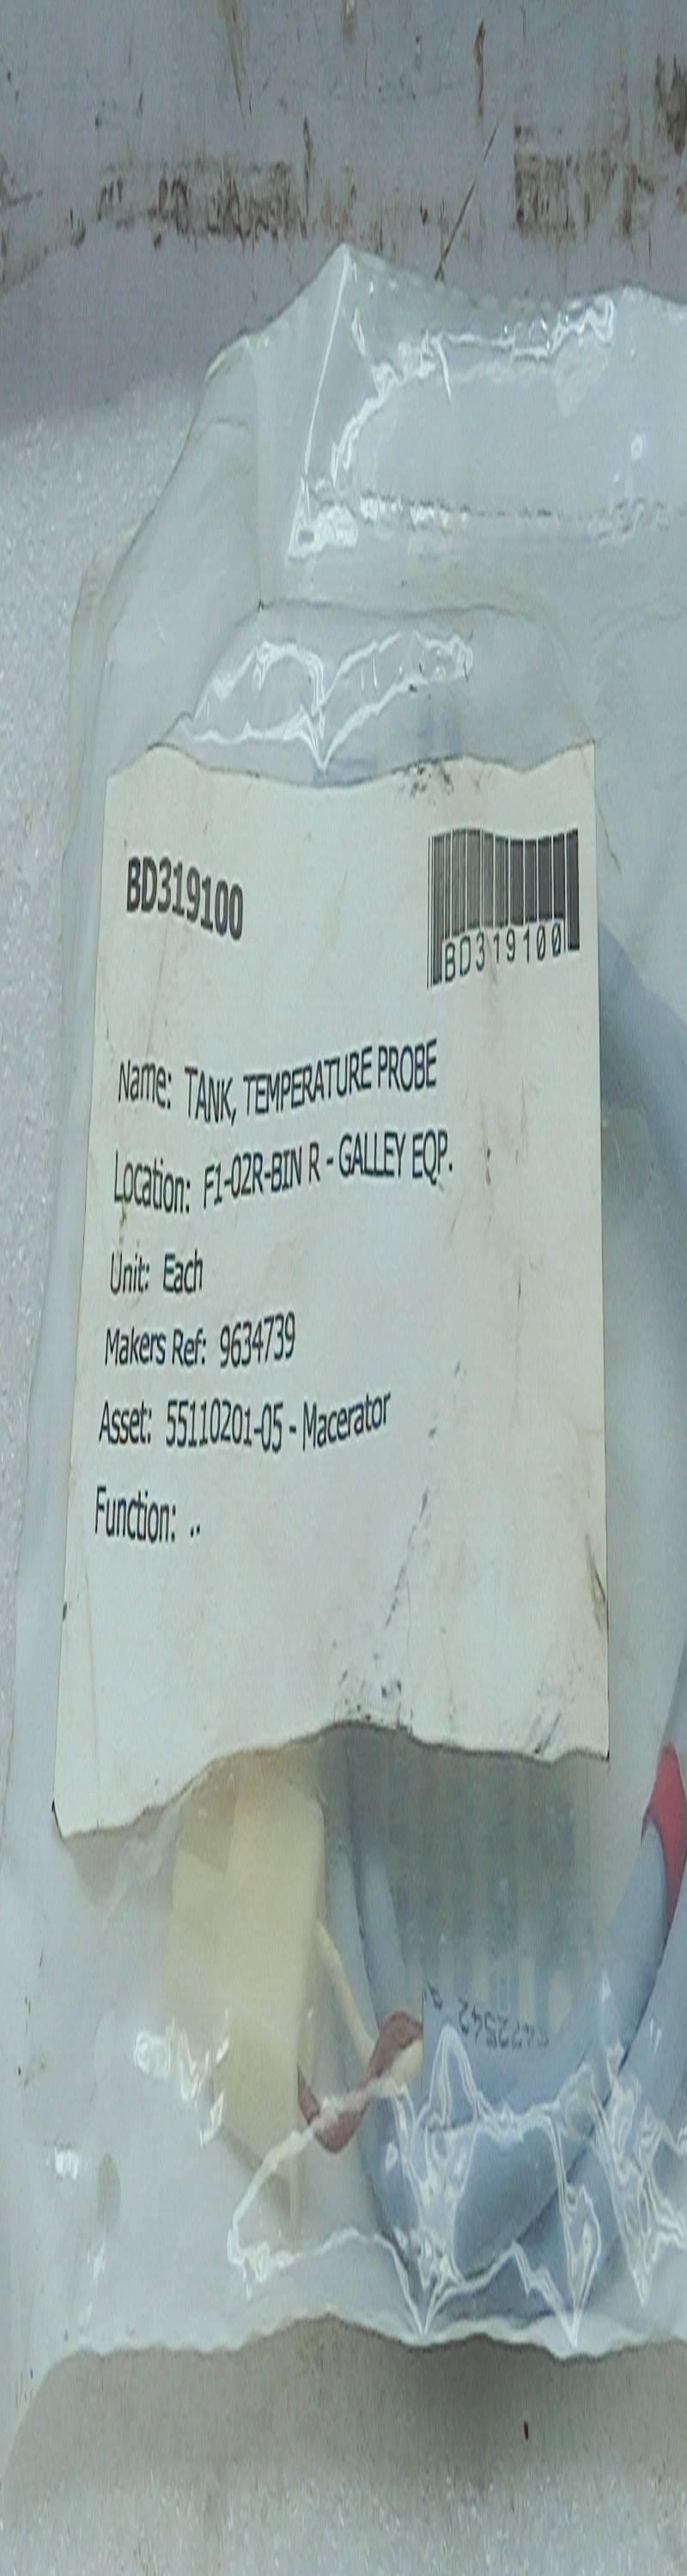 BD319100
BD319100
Name: TANK, TEMPERATURE PROBE
Location: F1-02R-BIN R - GALLEY EQP.
Unit: Each
Makers Ref: 9634739
Asset: 55110201-05 - Macerator
Function: ..